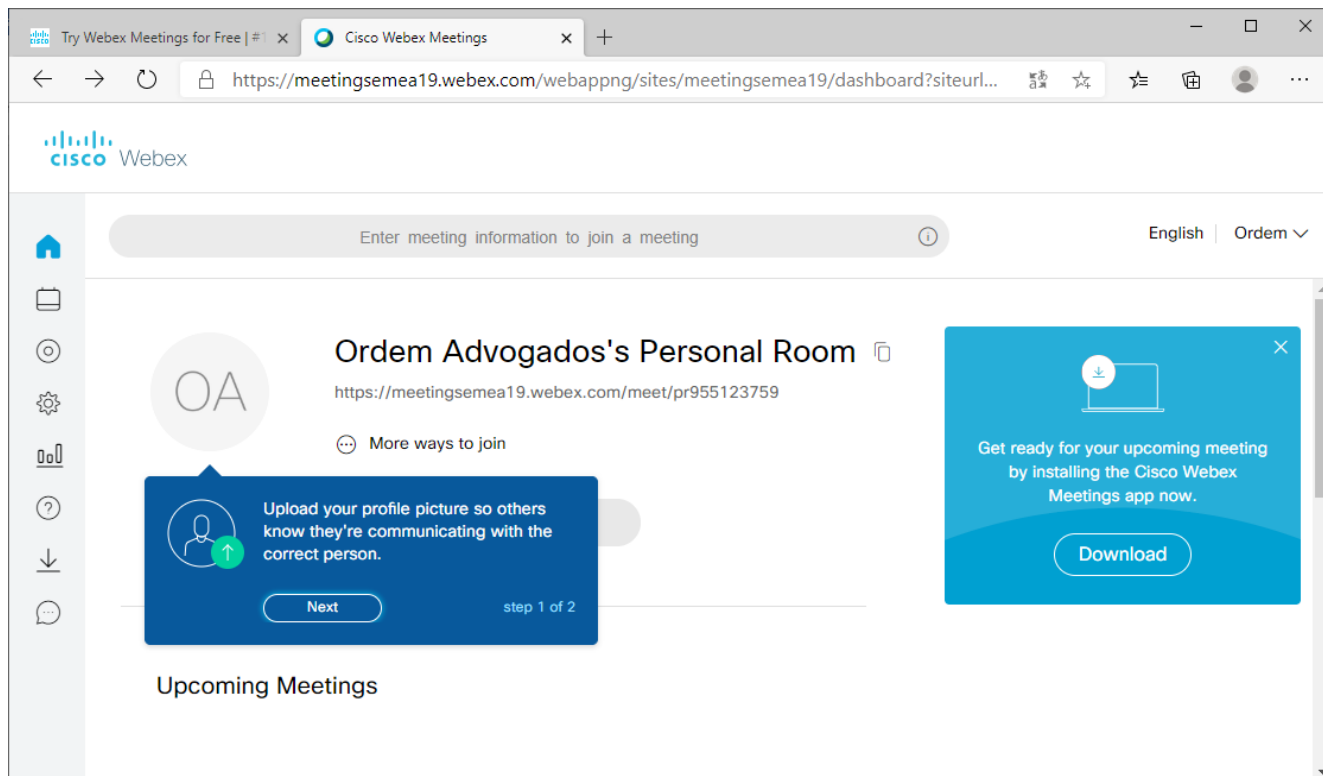 Try Webex Meetings for Free | #1
Cisco Webex Meetings
https://meetingsemea19.webex.com/webappng/sites/meetingsemea19/dashboard?siteurl...
CISCO Webex
Enter meeting information to join a meeting
English
Ordem
OA
Ordem Advogados's Personal Room
https://meetingsemea19.webex.com/meet/pr955123759
More ways to join
Upload your profile picture so others
know they're communicating with the
correct person.
Next
step 1 of 2
Get ready for your upcoming meeting
by installing the Cisco Webex
Meetings app now.
Download
Upcoming Meetings